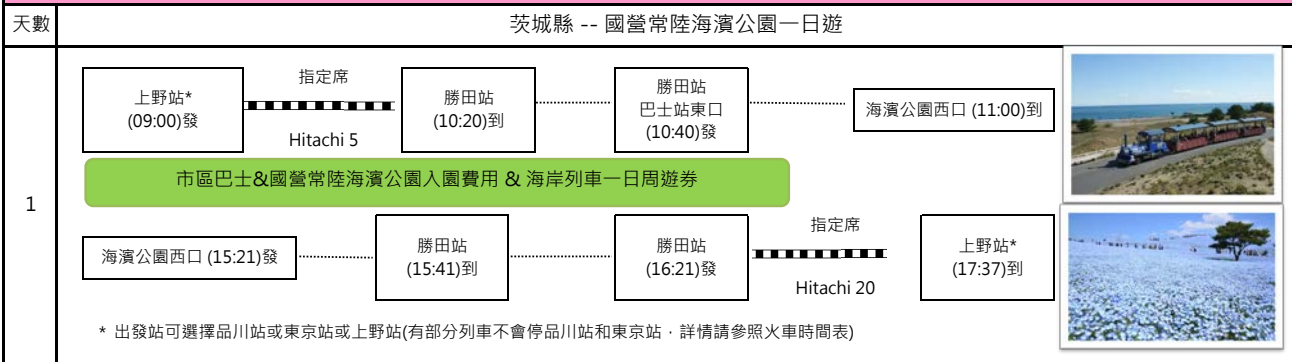 天數
茨城縣 -- 國營常陸海濱公園一日遊
1
上野站*
(09:00)發
指定席
Hitachi 5
勝田站
(10:20)到
勝田站
巴士站東口
(10:40)發
海濱公園西口 (11:00)到
市區巴士&國營常陸海濱公園入園費用 & 海岸列車一日周遊券
海濱公園西口 (15:21)發
勝田站
(15:41)到
勝田站
(16:21)發
指定席
Hitachi 20
上野站*
(17:37)到
* 出發站可選擇品川站或東京站或上野站(有部分列車不會停品川站和東京站，詳情請參照火車時間表)